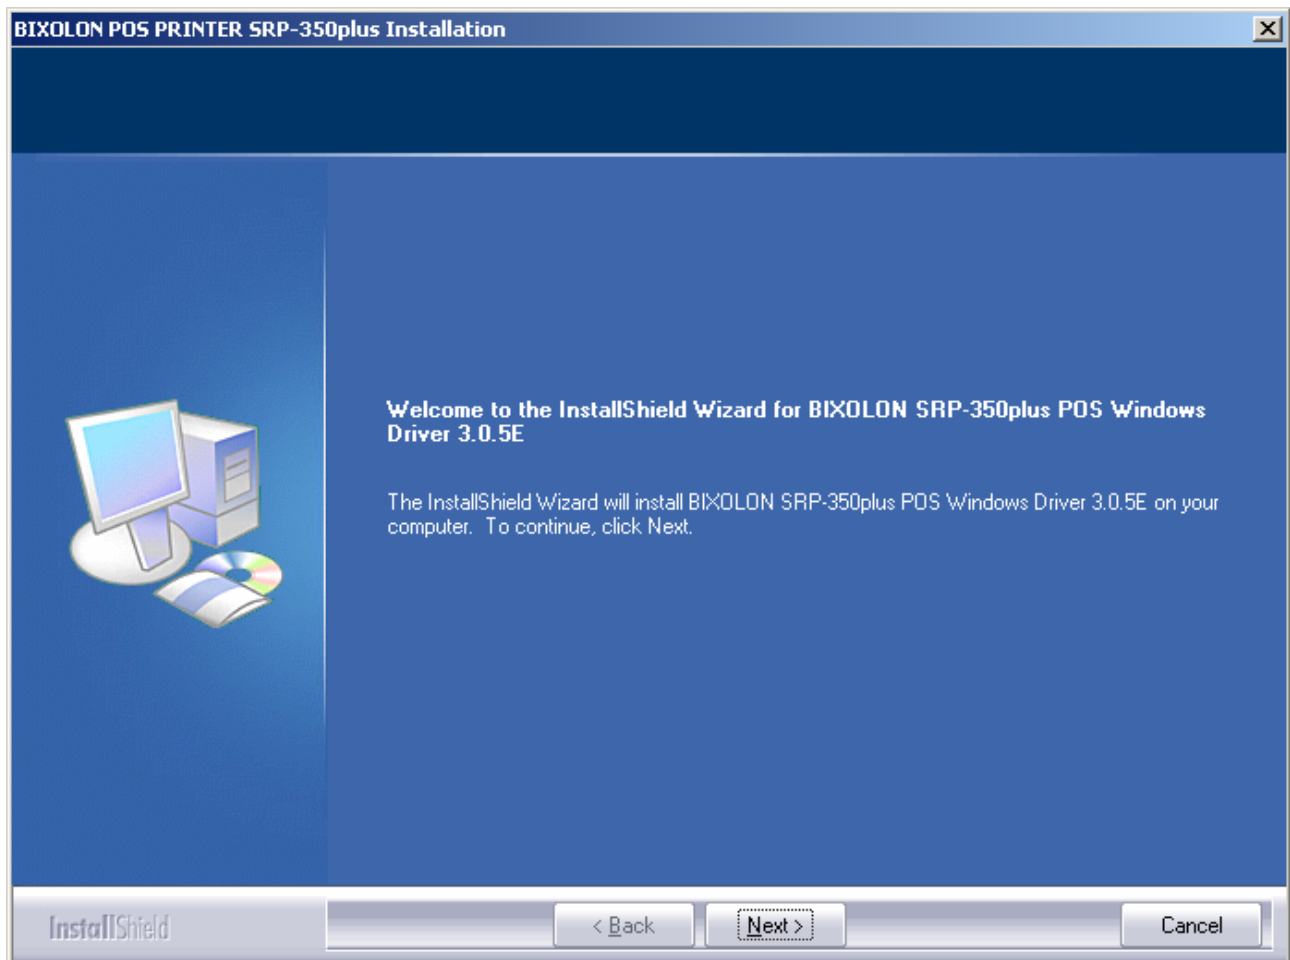 BIXOLON POS PRINTER SRP-350plus Installation
Welcome to the InstallShield Wizard for BIXOLON SRP-350plus POS Windows
Driver 3.0.5E
The InstallShield Wizard will install BIXOLON SRP-350plus POS Windows Driver 3.0.5E on your
computer.  To continue, click Next.
InstallShield
< Back
Next >
Cancel